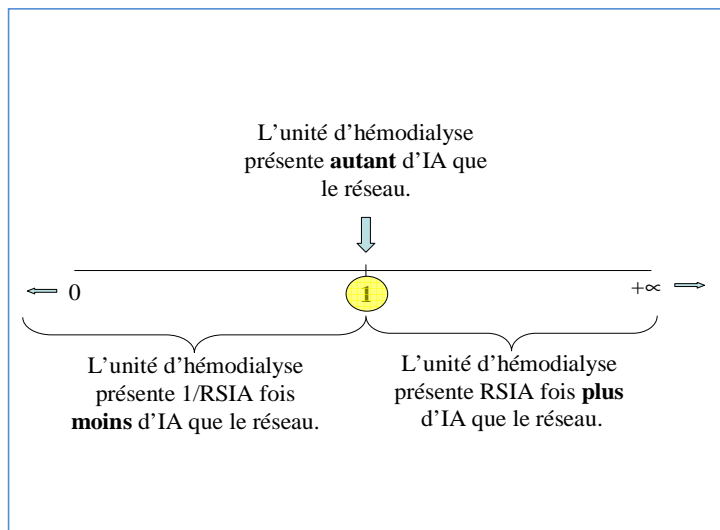 L’unité d’hémodialyse
présente autant d’IA que
le réseau.
0
1
+∝
L’unité d’hémodialyse
présente 1/RSIA fois
moins d’IA que le réseau.
L’unité d’hémodialyse
présente RSIA fois plus
d’IA que le réseau.